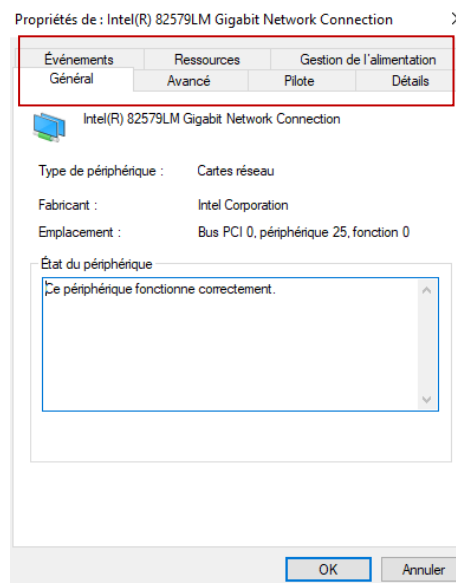 Propriétés de : Intel(R) 82579LM Gigabit Network Connection
Événements Ressources Gestion de l'alimentation
Général Avancé Pilote Détails
Intel(R) 82579LM Gigabit Network Connection
Type de périphérique : Cartes réseau
Fabricant : Intel Corporation
Emplacement : Bus PCI 0, périphérique 25, fonction 0
État du périphérique
Ce périphérique fonctionne correctement.
OK Annuler